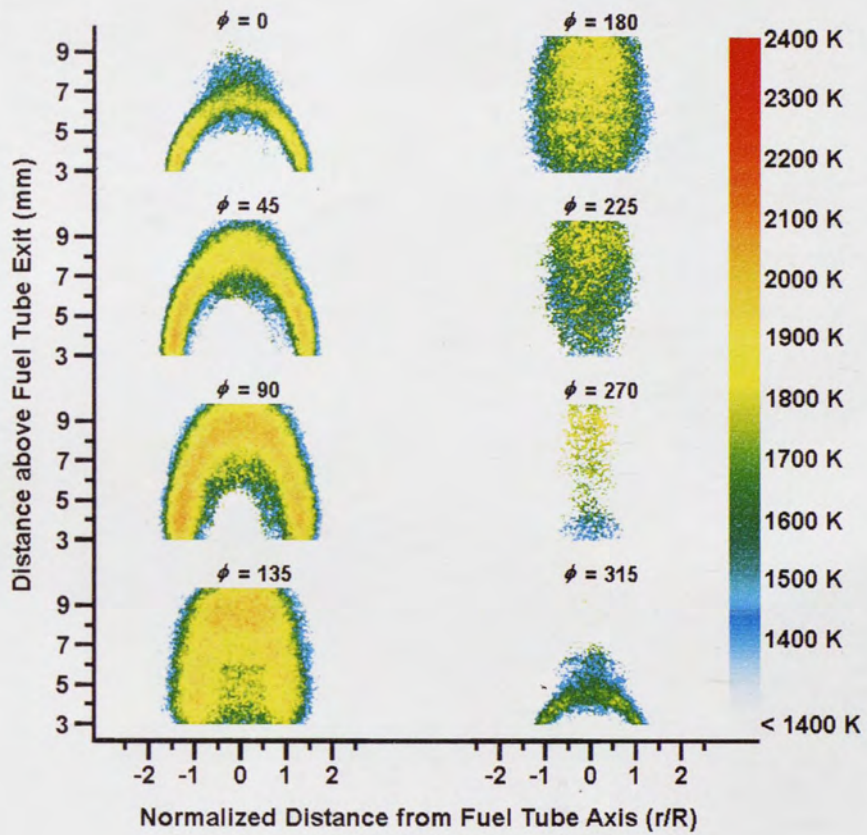 ϕ = 0
ϕ = 180
9
7
5
3
ϕ = 45
ϕ = 225
9
7
5
3
ϕ = 90
ϕ = 270
9
7
5
3
ϕ = 135
ϕ = 315
9
7
5
3
Distance above Fuel Tube Exit (mm)
-2 -1 0 1 2
-2 -1 0 1 2
Normalized Distance from Fuel Tube Axis (r/R)
2400 K
2300 K
2200 K
2100 K
2000 K
1900 K
1800 K
1700 K
1600 K
1500 K
1400 K
< 1400 K